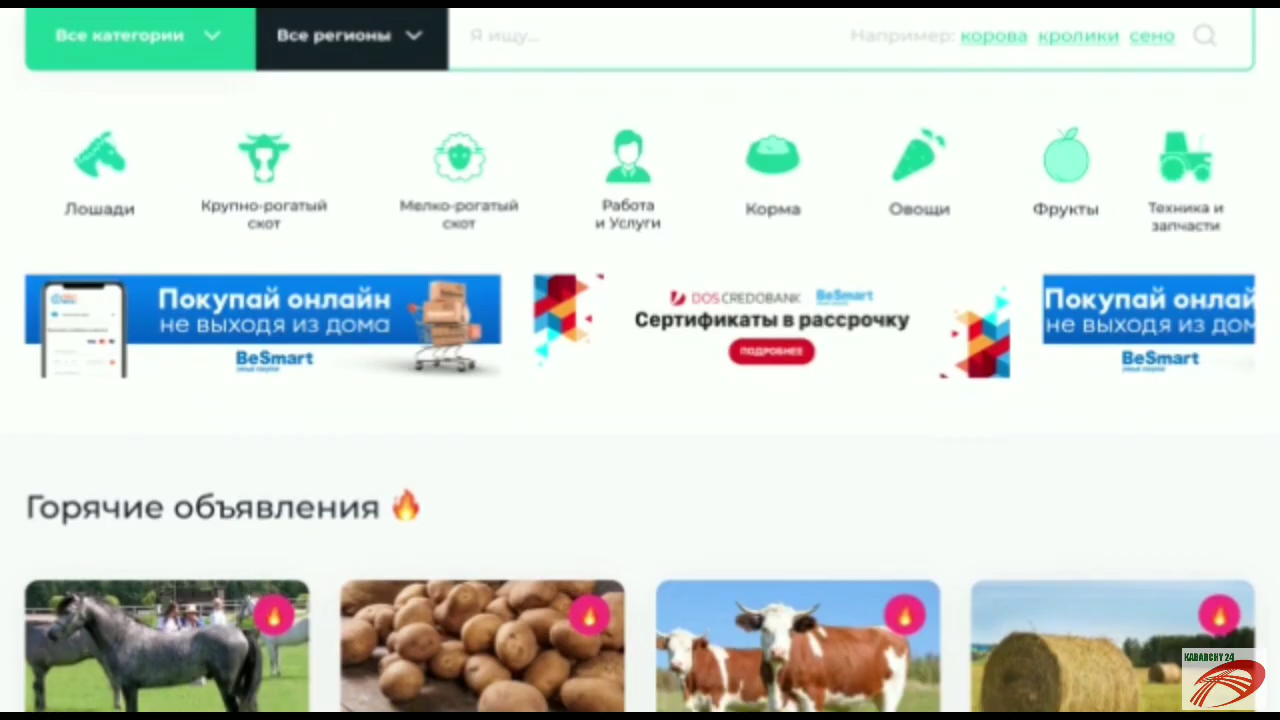 Все категории
Все регионы
Я ищу...
Например: корова кролики сено
Лошади
Крупно-рогатый
скот
Мелко-рогатый
скот
Работа
и Услуги
Корма
Овощи
Фрукты
Техника и
запчасти
Покупай онлайн
не выходя из дома
BeSmart
DOSCREDOBANK BeSmart
Сертификаты в рассрочку
ПОДРОБНЕЕ
Покупай онлай
не выходя из дом
BeSmart
Горячие объявления
KABARCHY 24